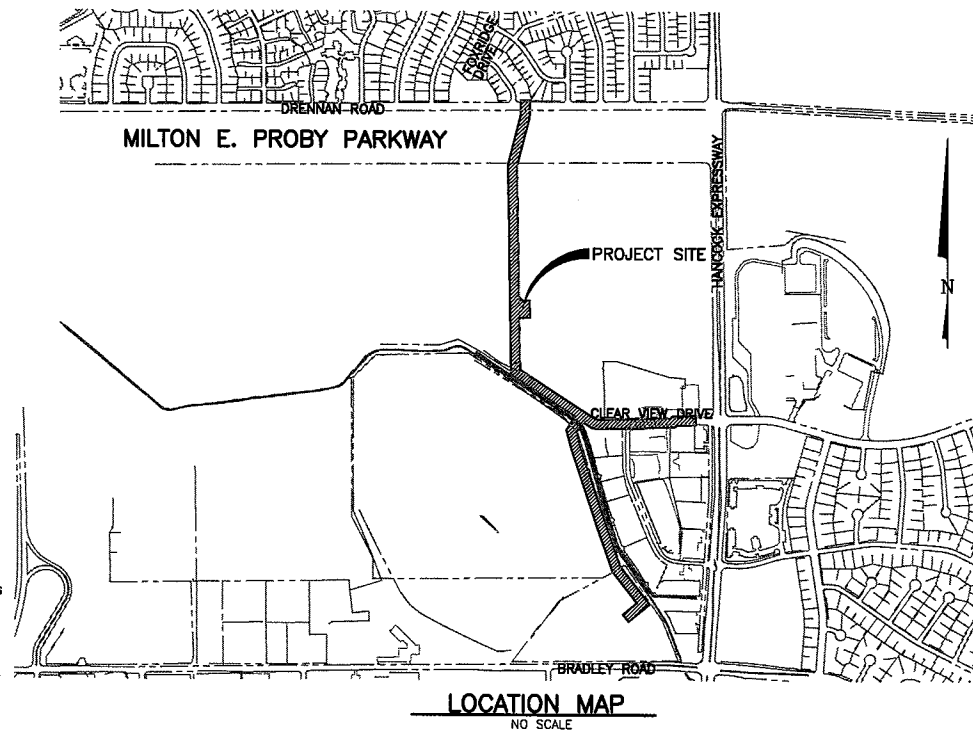 FOXRIDGE
DRIVE
DRENNAN ROAD
MILTON E. PROBY PARKWAY
HANCOCK EXPRESSWAY
PROJECT SITE
N
CLEAR VIEW DRIVE
BRADLEY ROAD
LOCATION MAP
NO SCALE